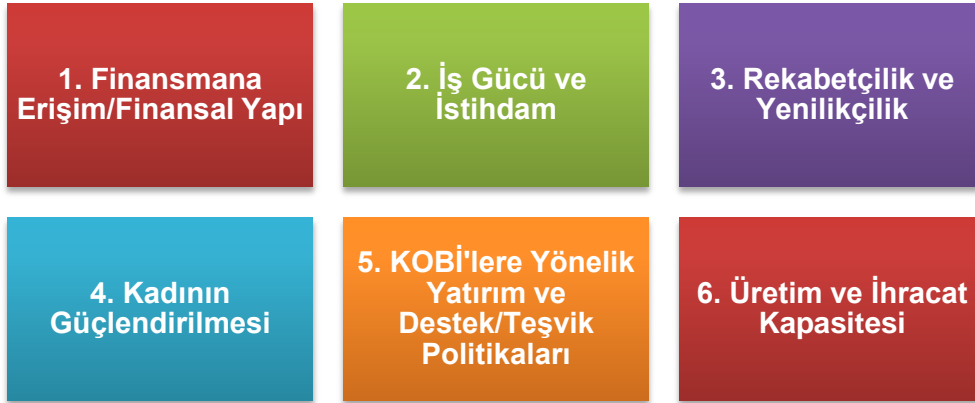 1. Finansmana
Erişim/Finansal Yapı
2. İş Gücü ve
İstihdam
3. Rekabetçilik ve
Yenilikçilik
4. Kadının
Güçlendirilmesi
5. KOBİ'lere Yönelik
Yatırım ve
Destek/Teşvik
Politikaları
6. Üretim ve İhracat
Kapasitesi